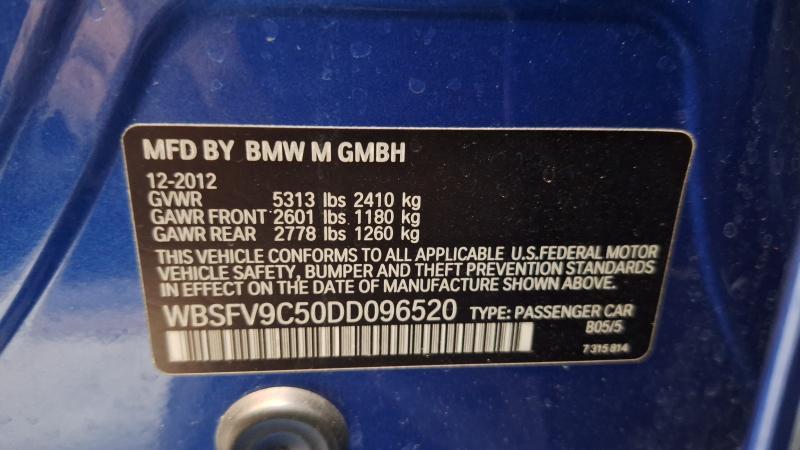 MFD BY BMW M GMBH
12-2012
GVWR 5313 lbs 2410 kg
GAWR FRONT 2601 lbs 1180 kg
GAWR REAR 2778 lbs 1260 kg
THIS VEHICLE CONFORMS TO ALL APPLICABLE U.S.FEDERAL MOTOR
VEHICLE SAFETY, BUMPER AND THEFT PREVENTION STANDARDS
IN EFFECT ON THE DATE OF MANUFACTURE SHOWN ABOVE.
WBSFV9C50DD096520 TYPE: PASSENGER CAR
B05/5
7 315 814